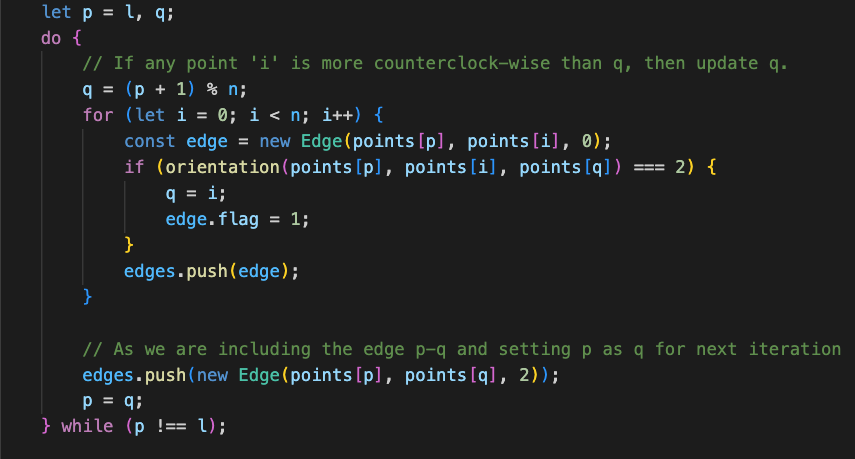 let p = l, q;
do {
    // If any point 'i' is more counterclock-wise than q, then update q.
    q = (p + 1) % n;
    for (let i = 0; i < n; i++) {
        const edge = new Edge(points[p], points[i], 0);
        if (orientation(points[p], points[i], points[q]) === 2) {
            q = i;
            edge.flag = 1;
        }
        edges.push(edge);
    }
    // As we are including the edge p-q and setting p as q for next iteration
    edges.push(new Edge(points[p], points[q], 2));
    p = q;
} while (p !== l);